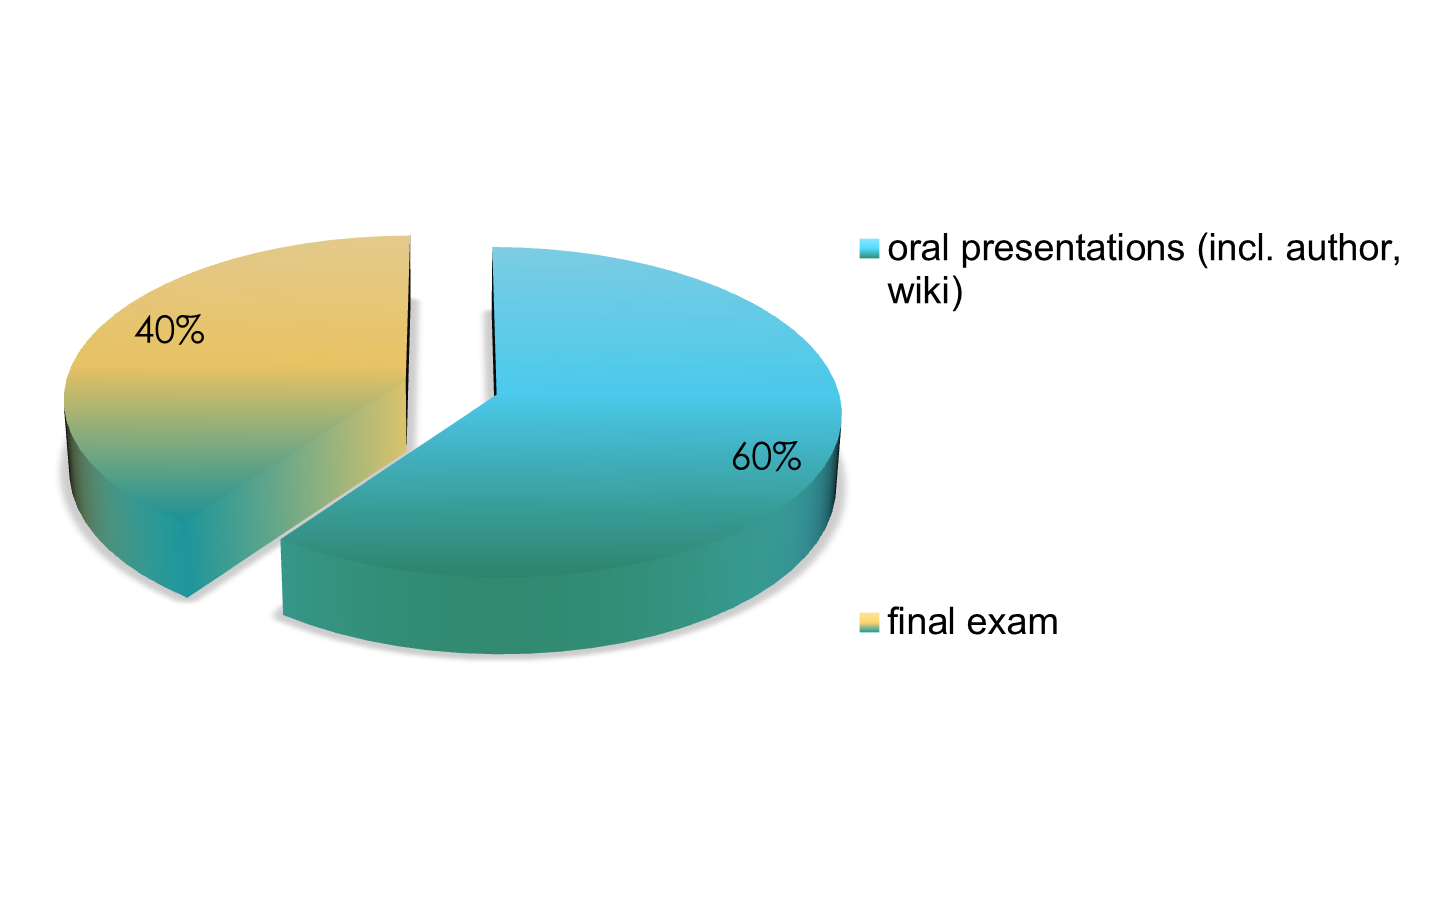 oral presentations (incl. author,
wiki)
40%
60%
final exam